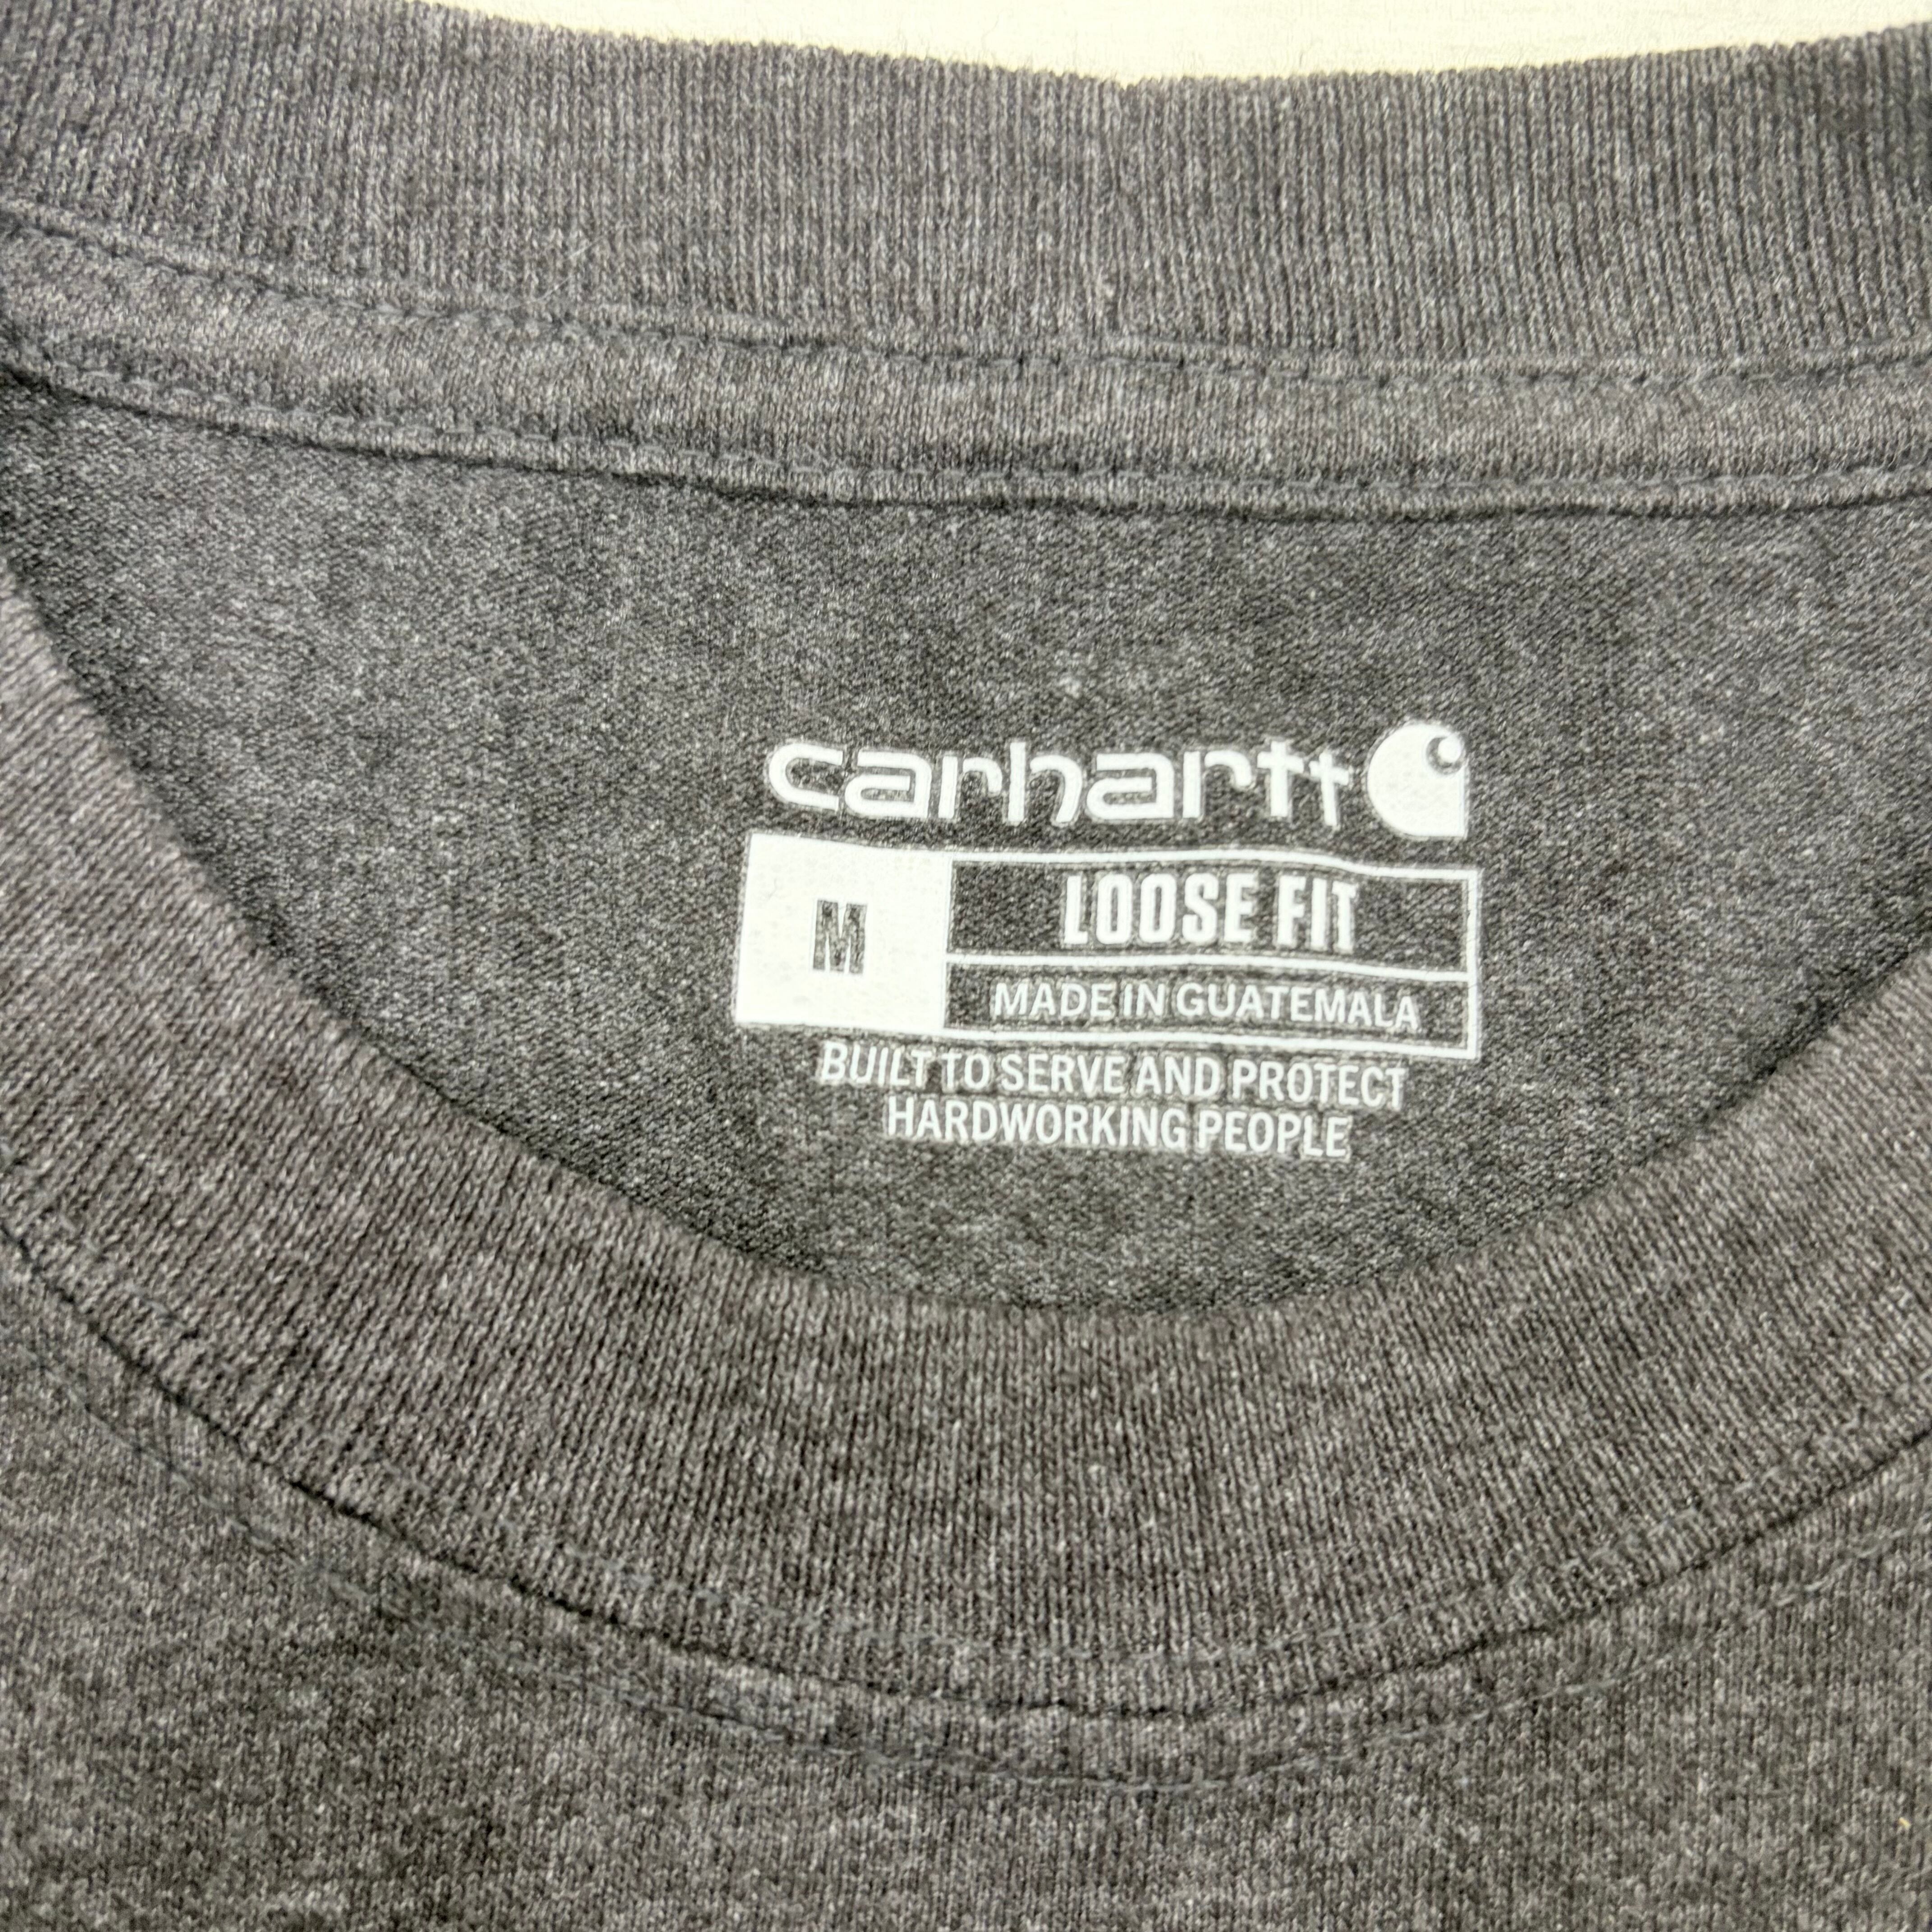 carhartt
M
LOOSE FIT
MADE IN GUATEMALA
BUILT TO SERVE AND PROTECT
HARDWORKING PEOPLE